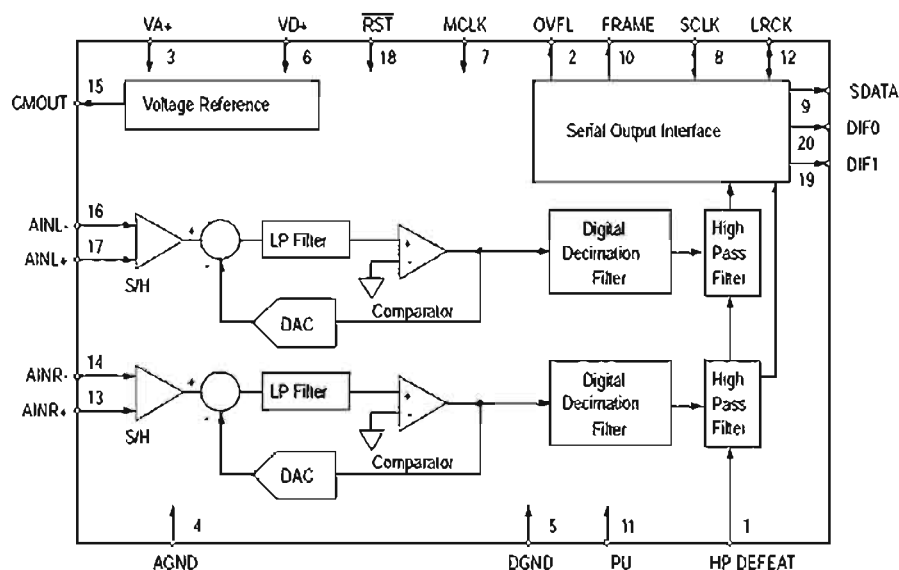 VA+ VD+ RST MCLK OVFL FRAME SCLK LRCK
3 6 18 7 2 10 8 12
15
CMOUT
Voltage Reference
Serial Output Interface
SDATA
9
DIF0
20
DIF1
19
16
AINL-
17
AINL+
S/H
+
-
LP Filter
+
-
Comparator
DAC
Digital
Decimation
Filter
High
Pass
Filter
14
AINR-
13
AINR+
S/H
+
-
LP Filter
+
-
Comparator
DAC
Digital
Decimation
Filter
High
Pass
Filter
4 5 11 1
AGND DGND PU HP DEFEAT